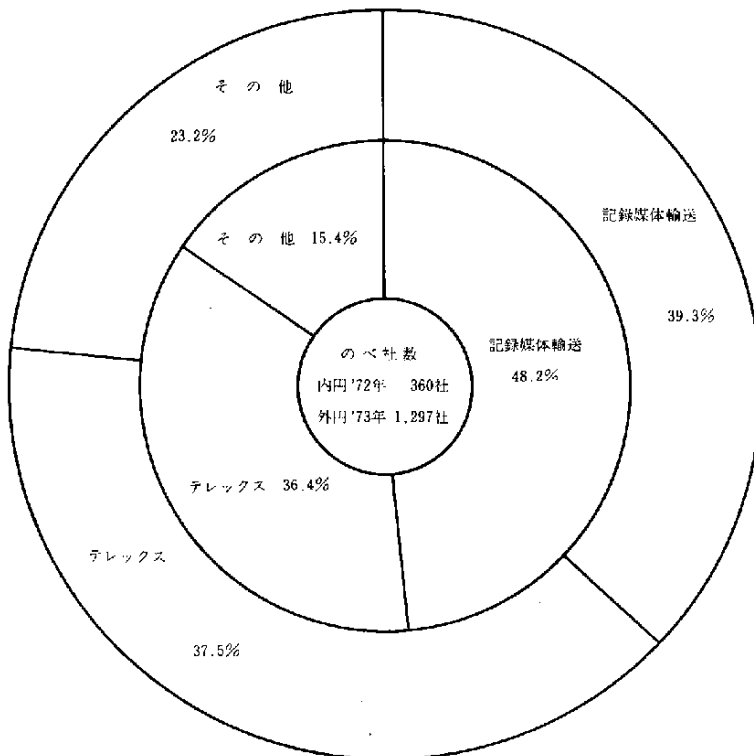 そ の 他
23.2%
そ の 他 15.4%
記録媒体輸送
39.3%
の べ 社 数
内円'72年 360社
外円'73年 1,297社
記録媒体輸送
48.2%
テレックス 36.4%
テレックス
37.5%